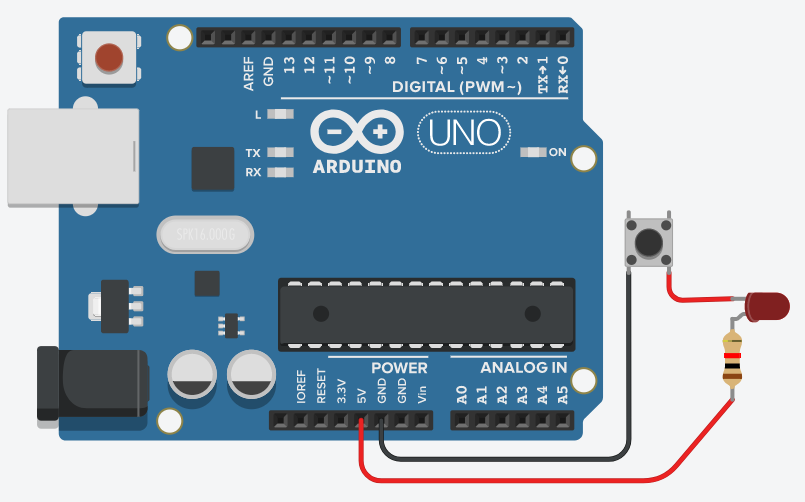 AREF
GND
13
12
~11
~10
~9
8
7
~6
~5
4
~3
2
TX→1
RX←0
DIGITAL (PWM~)
L
TX
RX
ARDUINO
UNO
ON
SPK16.000G
POWER
ANALOG IN
IOREF
RESET
3.3V
5V
GND
GND
Vin
A0
A1
A2
A3
A4
A5